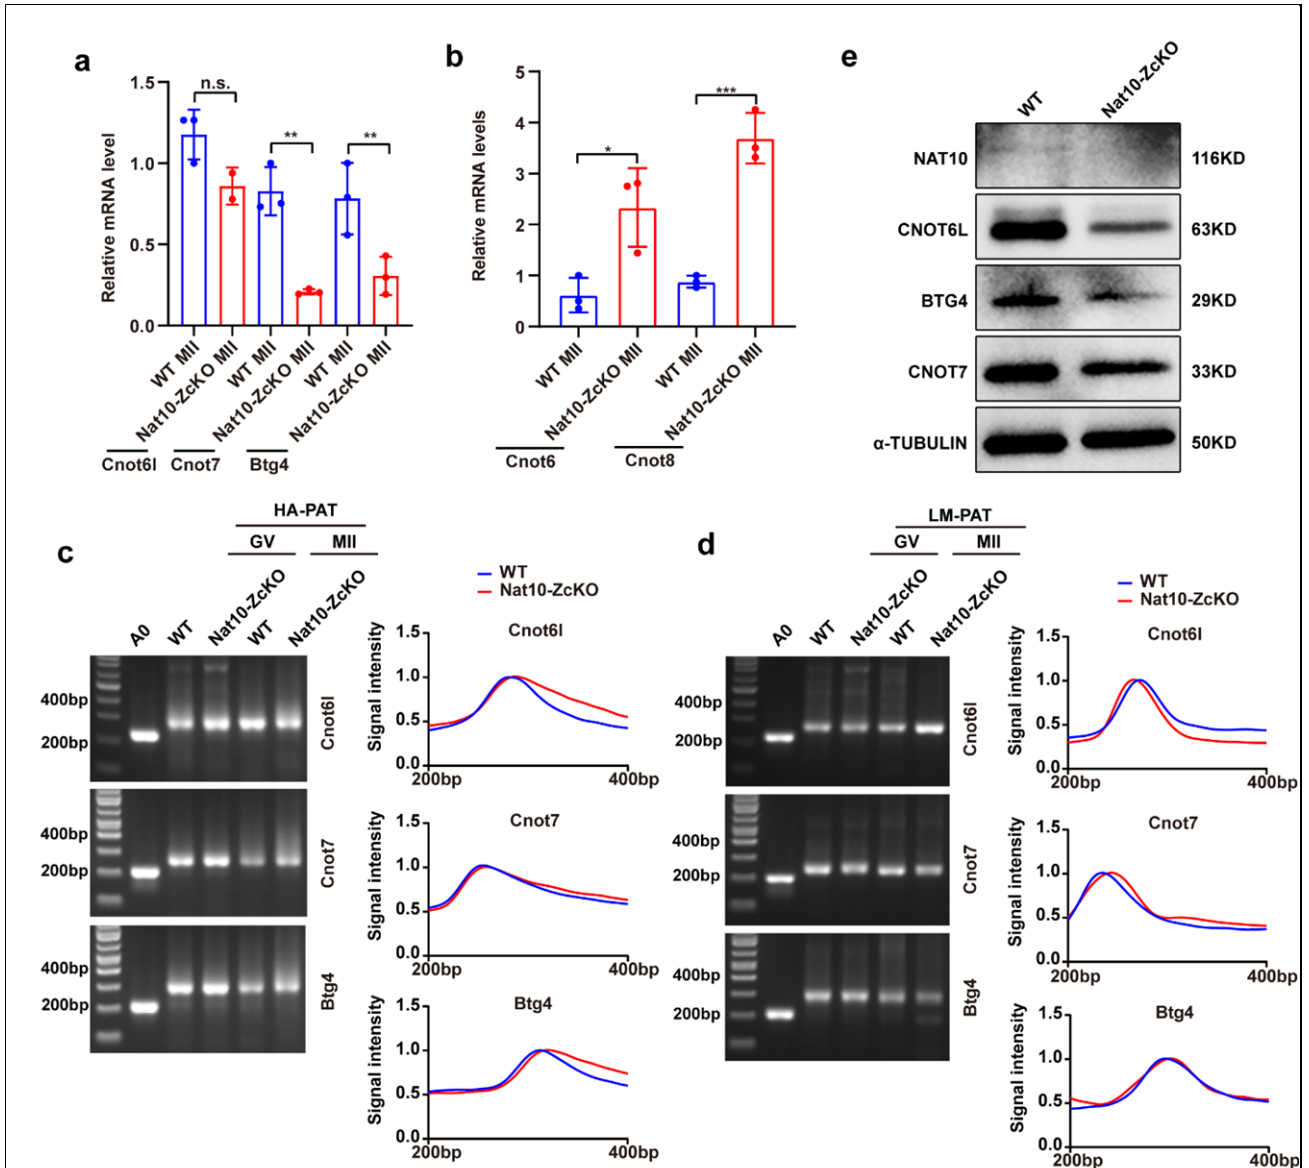 a
Relative mRNA level
1.5
1.0
0.5
0.0
n.s.
**
**
WT MII
Nat10-ZcKO MII
WT MII
Nat10-ZcKO MII
WT MII
Nat10-ZcKO MII
Cnot6l
Cnot7
Btg4
b
Relative mRNA levels
5
4
3
2
1
0
*
***
WT MII
Nat10-ZcKO MII
WT MII
Nat10-ZcKO MII
Cnot6
Cnot8
e
WT
Nat10-ZcKO
NAT10
116KD
CNOT6L
63KD
BTG4
29KD
CNOT7
33KD
α-TUBULIN
50KD
c
HA-PAT
GV
MII
A0
WT
Nat10-ZcKO
WT
Nat10-ZcKO
400bp
200bp
Cnot6l
400bp
200bp
Cnot7
400bp
200bp
Btg4
WT
Nat10-ZcKO
Cnot6l
Signal intensity
1.5
1.0
0.5
0.0
200bp
400bp
Cnot7
Signal intensity
1.5
1.0
0.5
0.0
200bp
400bp
Btg4
Signal intensity
1.5
1.0
0.5
0.0
200bp
400bp
d
LM-PAT
GV
MII
A0
WT
Nat10-ZcKO
WT
Nat10-ZcKO
400bp
200bp
Cnot6l
400bp
200bp
Cnot7
400bp
200bp
Btg4
WT
Nat10-ZcKO
Cnot6l
Signal intensity
1.5
1.0
0.5
0.0
200bp
400bp
Cnot7
Signal intensity
1.5
1.0
0.5
0.0
200bp
400bp
Btg4
Signal intensity
1.5
1.0
0.5
0.0
200bp
400bp